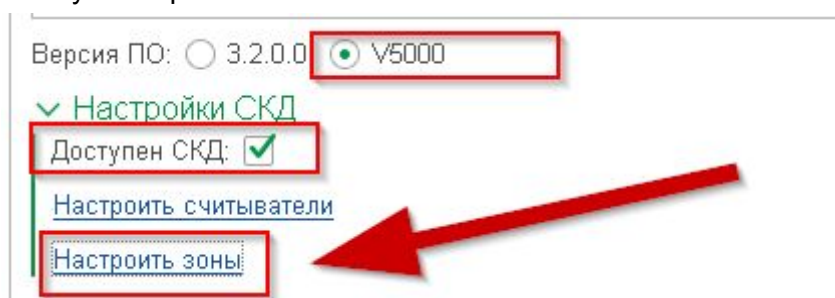 Версия ПО: 3.2.0.0 V5000
Настройки СКД
Доступен СКД:
Настроить считыватели
Настроить зоны